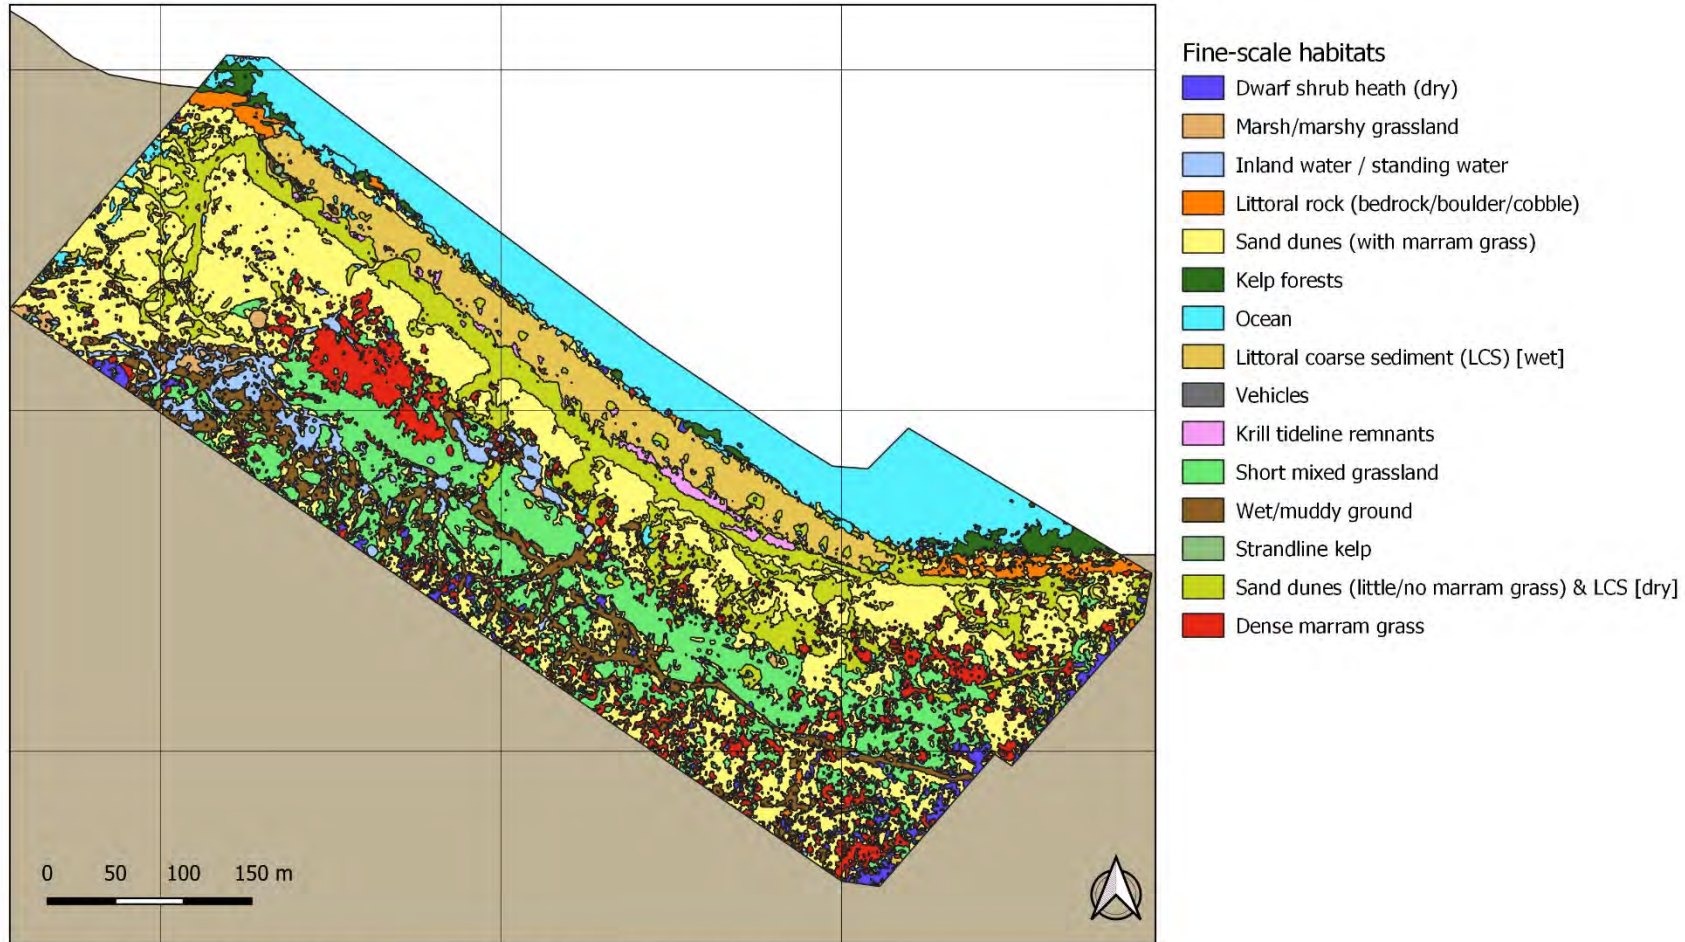 Fine-scale habitats
Dwarf shrub heath (dry)
Marsh/marshy grassland
Inland water / standing water
Littoral rock (bedrock/boulder/cobble)
Sand dunes (with marram grass)
Kelp forests
Ocean
Littoral coarse sediment (LCS) [wet]
Vehicles
Krill tideline remnants
Short mixed grassland
Wet/muddy ground
Strandline kelp
Sand dunes (little/no marram grass) & LCS [dry]
Dense marram grass
0 50 100 150 m